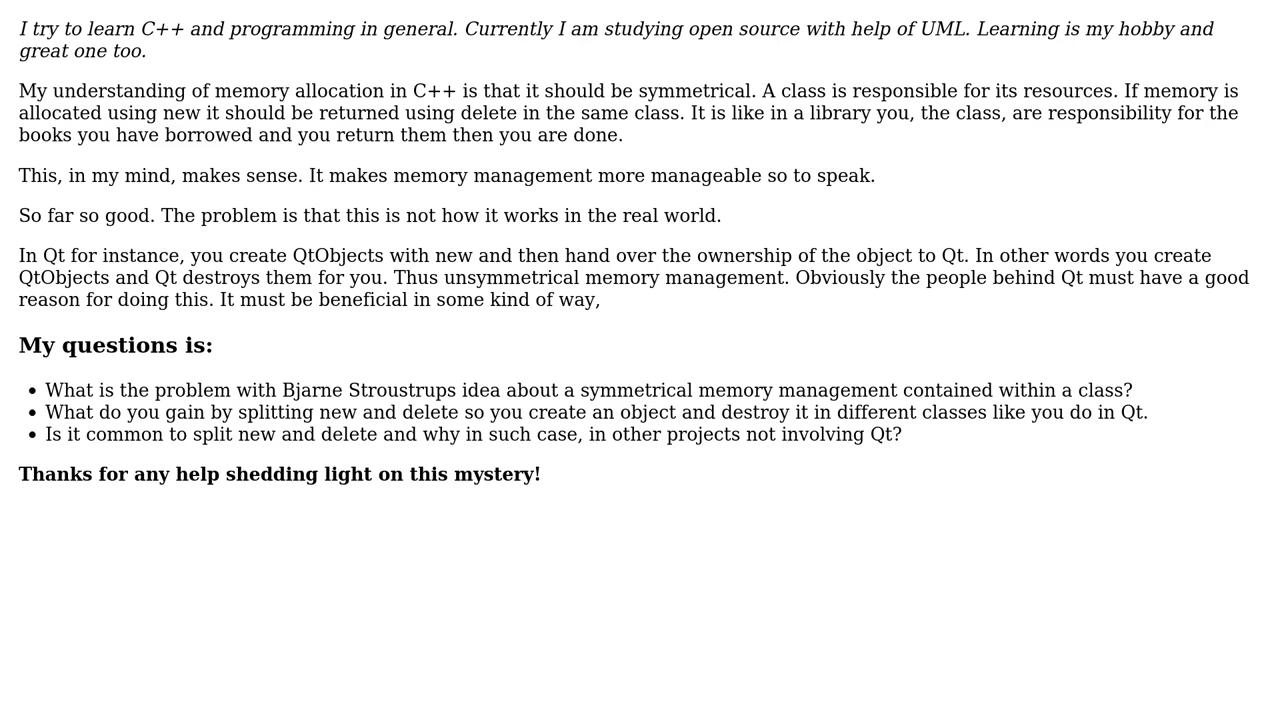 I try to learn C++ and programming in general. Currently I am studying open source with help of UML. Learning is my hobby and
great one too.
My understanding of memory allocation in C++ is that it should be symmetrical. A class is responsible for its resources. If memory is
allocated using new it should be returned using delete in the same class. It is like in a library you, the class, are responsibility for the
books you have borrowed and you return them then you are done.
This, in my mind, makes sense. It makes memory management more manageable so to speak.
So far so good. The problem is that this is not how it works in the real world.
In Qt for instance, you create QtObjects with new and then hand over the ownership of the object to Qt. In other words you create
QtObjects and Qt destroys them for you. Thus unsymmetrical memory management. Obviously the people behind Qt must have a good
reason for doing this. It must be beneficial in some kind of way,
My questions is:
• What is the problem with Bjarne Stroustrups idea about a symmetrical memory management contained within a class?
• What do you gain by splitting new and delete so you create an object and destroy it in different classes like you do in Qt.
• Is it common to split new and delete and why in such case, in other projects not involving Qt?
Thanks for any help shedding light on this mystery!